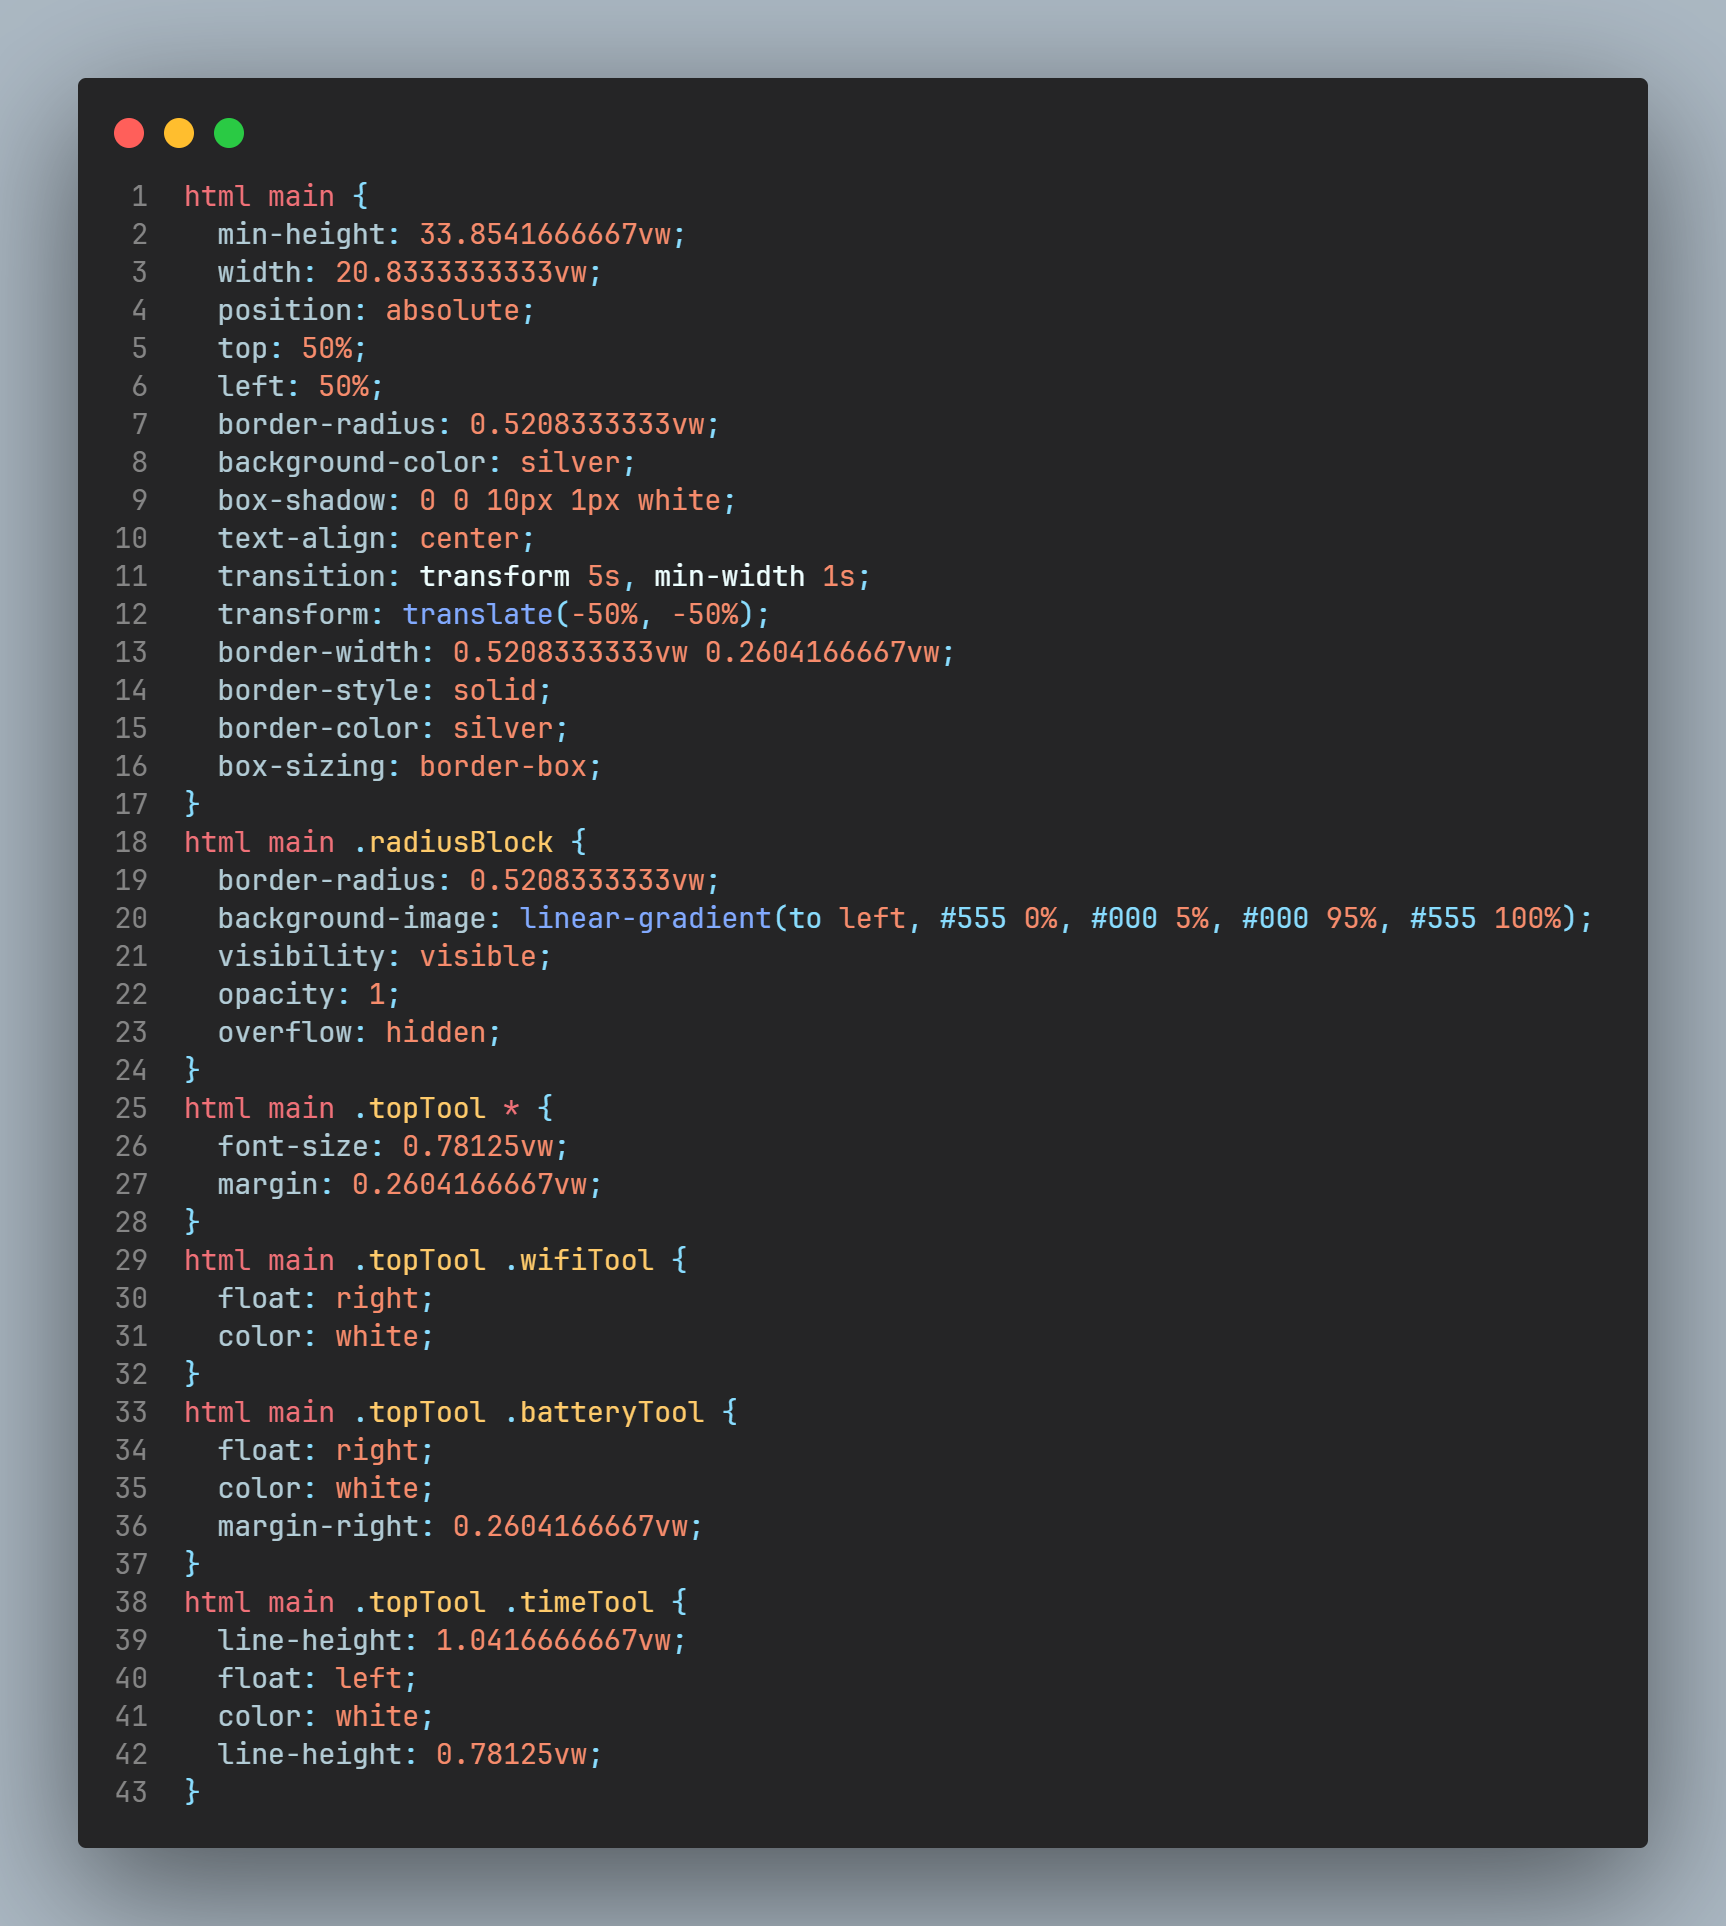 1 html main {
2   min-height: 33.8541666667vw;
3   width: 20.8333333333vw;
4   position: absolute;
5   top: 50%;
6   left: 50%;
7   border-radius: 0.5208333333vw;
8   background-color: silver;
9   box-shadow: 0 0 10px 1px white;
10   text-align: center;
11   transition: transform 5s, min-width 1s;
12   transform: translate(-50%, -50%);
13   border-width: 0.5208333333vw 0.2604166667vw;
14   border-style: solid;
15   border-color: silver;
16   box-sizing: border-box;
17 }
18 html main .radiusBlock {
19   border-radius: 0.5208333333vw;
20   background-image: linear-gradient(to left, #555 0%, #000 5%, #000 95%, #555 100%);
21   visibility: visible;
22   opacity: 1;
23   overflow: hidden;
24 }
25 html main .topTool * {
26   font-size: 0.78125vw;
27   margin: 0.2604166667vw;
28 }
29 html main .topTool .wifiTool {
30   float: right;
31   color: white;
32 }
33 html main .topTool .batteryTool {
34   float: right;
35   color: white;
36   margin-right: 0.2604166667vw;
37 }
38 html main .topTool .timeTool {
39   line-height: 1.0416666667vw;
40   float: left;
41   color: white;
42   line-height: 0.78125vw;
43 }